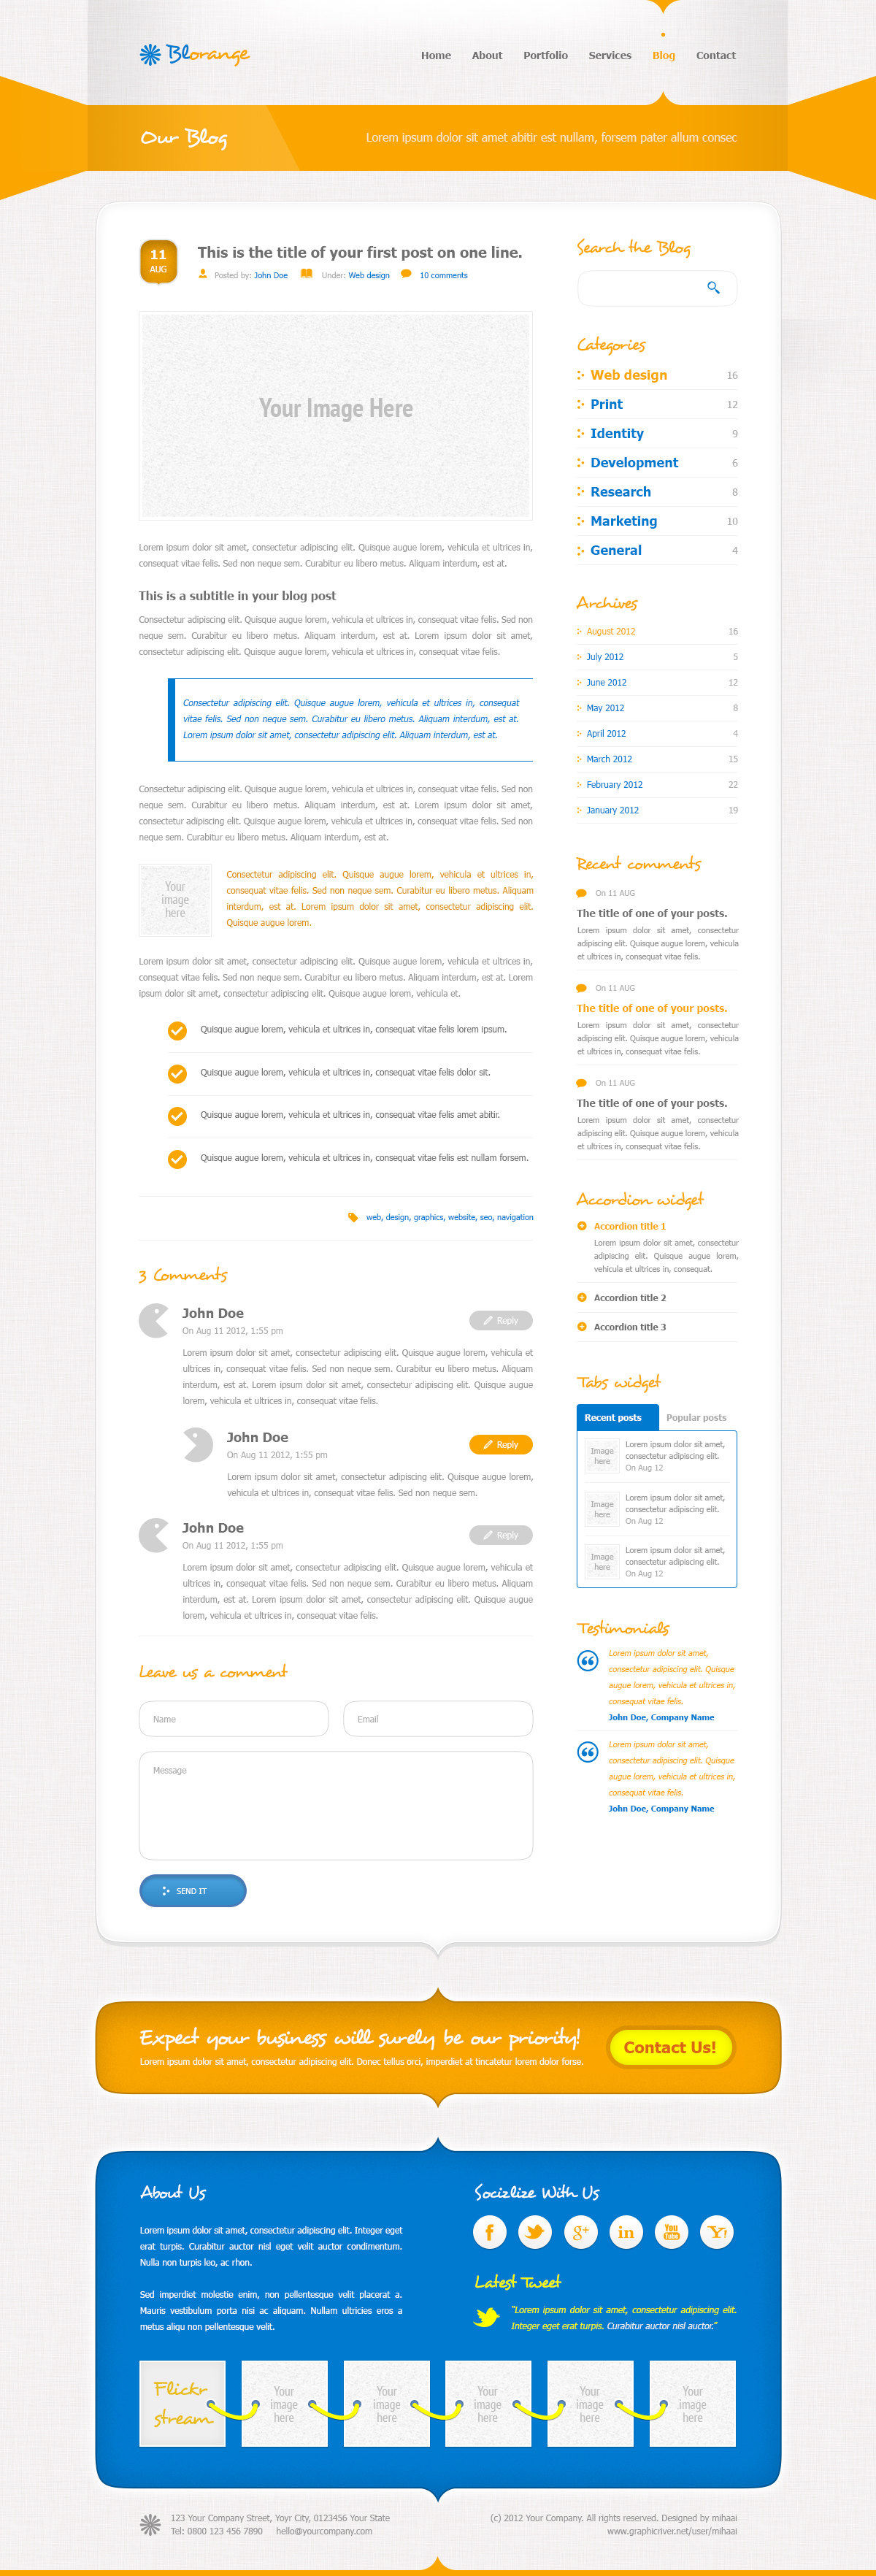 Blorange
Home About Portfolio Services Blog Contact
Our Blog
Lorem ipsum dolor sit amet abitir est nullam, forsem pater allum consec
11
AUG
This is the title of your first post on one line.
Posted by: John Doe Under: Web design 10 comments
Your Image Here
Lorem ipsum dolor sit amet, consectetur adipiscing elit. Quisque augue lorem, vehicula et ultrices in,
consequat vitae felis. Sed non neque sem. Curabitur eu libero metus. Aliquam interdum, est at.
This is a subtitle in your blog post
Consectetur adipiscing elit. Quisque augue lorem, vehicula et ultrices in, consequat vitae felis. Sed non
neque sem. Curabitur eu libero metus. Aliquam interdum, est at. Lorem ipsum dolor sit amet,
consectetur adipiscing elit. Quisque augue lorem, vehicula et ultrices in, consequat vitae felis.
Consectetur adipiscing elit. Quisque augue lorem, vehicula et ultrices in, consequat
vitae felis. Sed non neque sem. Curabitur eu libero metus. Aliquam interdum, est at.
Lorem ipsum dolor sit amet, consectetur adipiscing elit. Aliquam interdum, est at.
Consectetur adipiscing elit. Quisque augue lorem, vehicula et ultrices in, consequat vitae felis. Sed non
neque sem. Curabitur eu libero metus. Aliquam interdum, est at. Lorem ipsum dolor sit amet,
consectetur adipiscing elit. Quisque augue lorem, vehicula et ultrices in, consequat vitae felis. Sed non
neque sem. Curabitur eu libero metus. Aliquam interdum, est at.
Your
image
here
Consectetur adipiscing elit. Quisque augue lorem, vehicula et ultrices in,
consequat vitae felis. Sed non neque sem. Curabitur eu libero metus. Aliquam
interdum, est at. Lorem ipsum dolor sit amet, consectetur adipiscing elit.
Quisque augue lorem.
Lorem ipsum dolor sit amet, consectetur adipiscing elit. Quisque augue lorem, vehicula et ultrices in,
consequat vitae felis. Sed non neque sem. Curabitur eu libero metus. Aliquam interdum, est at. Lorem
ipsum dolor sit amet, consectetur adipiscing elit. Quisque augue lorem, vehicula et.
Quisque augue lorem, vehicula et ultrices in, consequat vitae felis lorem ipsum.
Quisque augue lorem, vehicula et ultrices in, consequat vitae felis dolor sit.
Quisque augue lorem, vehicula et ultrices in, consequat vitae felis amet abitir.
Quisque augue lorem, vehicula et ultrices in, consequat vitae felis est nullam forsem.
web, design, graphics, website, seo, navigation
3 Comments
John Doe
On Aug 11 2012, 1:55 pm
Reply
Lorem ipsum dolor sit amet, consectetur adipiscing elit. Quisque augue lorem, vehicula et
ultrices in, consequat vitae felis. Sed non neque sem. Curabitur eu libero metus. Aliquam
interdum, est at. Lorem ipsum dolor sit amet, consectetur adipiscing elit. Quisque augue
lorem, vehicula et ultrices in, consequat vitae felis.
John Doe
On Aug 11 2012, 1:55 pm
Reply
Lorem ipsum dolor sit amet, consectetur adipiscing elit. Quisque augue lorem,
vehicula et ultrices in, consequat vitae felis. Sed non neque sem.
John Doe
On Aug 11 2012, 1:55 pm
Reply
Lorem ipsum dolor sit amet, consectetur adipiscing elit. Quisque augue lorem, vehicula et
ultrices in, consequat vitae felis. Sed non neque sem. Curabitur eu libero metus. Aliquam
interdum, est at. Lorem ipsum dolor sit amet, consectetur adipiscing elit. Quisque augue
lorem, vehicula et ultrices in, consequat vitae felis.
Leave us a comment
Name
Email
Message
SEND IT
Search the Blog
Categories
Web design 16
Print 12
Identity 9
Development 6
Research 8
Marketing 10
General 4
Archives
August 2012 16
July 2012 5
June 2012 12
May 2012 8
April 2012 4
March 2012 15
February 2012 22
January 2012 19
Recent comments
On 11 AUG
The title of one of your posts.
Lorem ipsum dolor sit amet, consectetur
adipiscing elit. Quisque augue lorem, vehicula
et ultrices in, consequat vitae felis.
On 11 AUG
The title of one of your posts.
Lorem ipsum dolor sit amet, consectetur
adipiscing elit. Quisque augue lorem, vehicula
et ultrices in, consequat vitae felis.
On 11 AUG
The title of one of your posts.
Lorem ipsum dolor sit amet, consectetur
adipiscing elit. Quisque augue lorem, vehicula
et ultrices in, consequat vitae felis.
Accordion widget
Accordion title 1
Lorem ipsum dolor sit amet, consectetur
adipiscing elit. Quisque augue lorem,
vehicula et ultrices in, consequat.
Accordion title 2
Accordion title 3
Tabs widget
Recent posts Popular posts
Image
here
Lorem ipsum dolor sit amet,
consectetur adipiscing elit.
On Aug 12
Image
here
Lorem ipsum dolor sit amet,
consectetur adipiscing elit.
On Aug 12
Image
here
Lorem ipsum dolor sit amet,
consectetur adipiscing elit.
On Aug 12
Testimonials
Lorem ipsum dolor sit amet,
consectetur adipiscing elit. Quisque
augue lorem, vehicula et ultrices in,
consequat vitae felis.
John Doe, Company Name
Lorem ipsum dolor sit amet,
consectetur adipiscing elit. Quisque
augue lorem, vehicula et ultrices in,
consequat vitae felis.
John Doe, Company Name
Expect your business will surely be our priority!
Lorem ipsum dolor sit amet, consectetur adipiscing elit. Donec tellus orci, imperdiet at tincatetur lorem dolor forse.
Contact Us!
About Us
Lorem ipsum dolor sit amet, consectetur adipiscing elit. Integer eget
erat turpis. Curabitur auctor nisl eget velit auctor condimentum.
Nulla non turpis leo, ac rhon.
Sed imperdiet molestie enim, non pellentesque velit placerat a.
Mauris vestibulum porta nisi ac aliquam. Nullam ultricies eros a
metus aliqu non pellentesque velit.
Socizlize With Us
f g+ in You Tube Y!
Latest Tweet
"Lorem ipsum dolor sit amet, consectetur adipiscing elit.
Integer eget erat turpis. Curabitur auctor nisl auctor."
Flickr
stream
Your
image
here
Your
image
here
Your
image
here
Your
image
here
Your
image
here
123 Your Company Street, Yoyr City, 0123456 Your State
Tel: 0800 123 456 7890 hello@yourcompany.com
(c) 2012 Your Company. All rights reserved. Designed by mihaai
www.graphicriver.net/user/mihaai